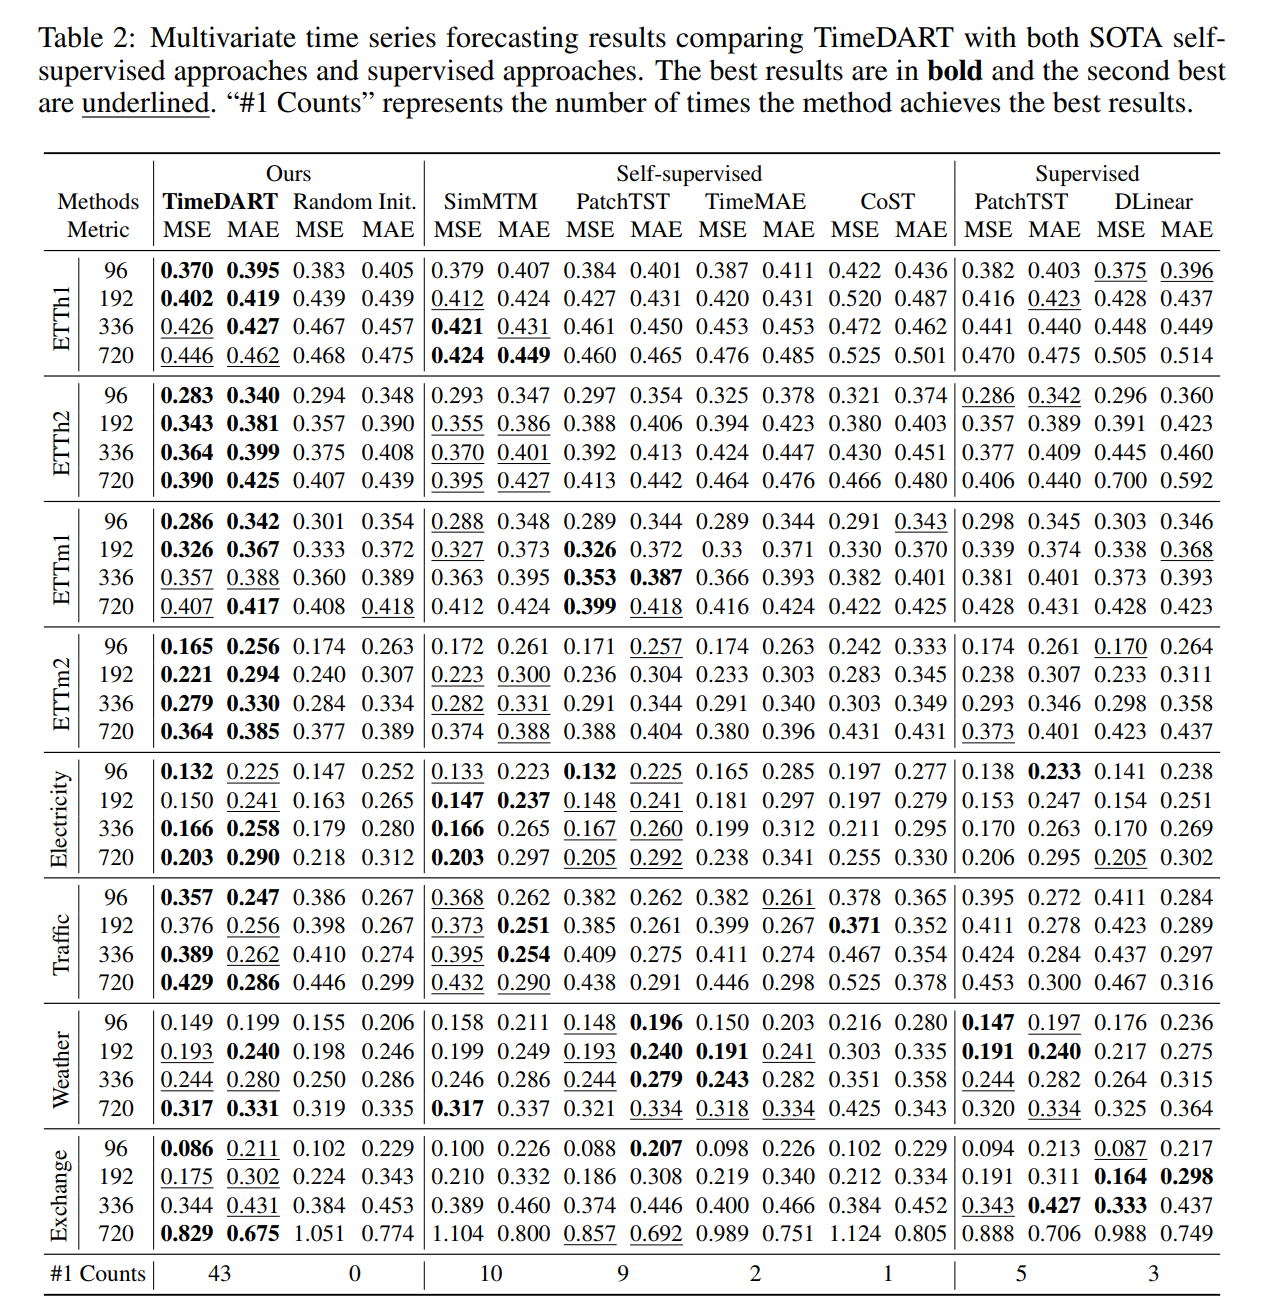 Table 2: Multivariate time series forecasting results comparing TimeDART with both SOTA self-
supervised approaches and supervised approaches. The best results are in bold and the second best
are underlined. “#1 Counts” represents the number of times the method achieves the best results.
Ours Self-supervised Supervised
Methods TimeDART Random Init. SimMTM PatchTST TimeMAE CoST PatchTST DLinear
Metric MSE MAE MSE MAE MSE MAE MSE MAE MSE MAE MSE MAE MSE MAE MSE MAE
ETTh1
96 0.370 0.395 0.383 0.405 0.379 0.407 0.384 0.401 0.387 0.411 0.422 0.436 0.382 0.403 0.375 0.396
192 0.402 0.419 0.439 0.439 0.412 0.424 0.427 0.431 0.420 0.431 0.520 0.487 0.416 0.423 0.428 0.437
336 0.426 0.427 0.467 0.457 0.421 0.431 0.461 0.450 0.453 0.453 0.472 0.462 0.441 0.440 0.448 0.449
720 0.446 0.462 0.468 0.475 0.424 0.449 0.460 0.465 0.476 0.485 0.525 0.501 0.470 0.475 0.505 0.514
ETTh2
96 0.283 0.340 0.294 0.348 0.293 0.347 0.297 0.354 0.325 0.378 0.321 0.374 0.286 0.342 0.296 0.360
192 0.343 0.381 0.357 0.390 0.355 0.386 0.388 0.406 0.394 0.423 0.380 0.403 0.357 0.389 0.391 0.423
336 0.364 0.399 0.375 0.408 0.370 0.401 0.392 0.413 0.424 0.447 0.430 0.451 0.377 0.409 0.445 0.460
720 0.390 0.425 0.407 0.439 0.395 0.427 0.413 0.442 0.464 0.476 0.466 0.480 0.406 0.440 0.700 0.592
ETTm1
96 0.286 0.342 0.301 0.354 0.288 0.348 0.289 0.344 0.289 0.344 0.291 0.343 0.298 0.345 0.303 0.346
192 0.326 0.367 0.333 0.372 0.327 0.373 0.326 0.372 0.33 0.371 0.330 0.370 0.339 0.374 0.338 0.368
336 0.357 0.388 0.360 0.389 0.363 0.395 0.353 0.387 0.366 0.393 0.382 0.401 0.381 0.401 0.373 0.393
720 0.407 0.417 0.408 0.418 0.412 0.424 0.399 0.418 0.416 0.424 0.422 0.425 0.428 0.431 0.428 0.423
ETTm2
96 0.165 0.256 0.174 0.263 0.172 0.261 0.171 0.257 0.174 0.263 0.242 0.333 0.174 0.261 0.170 0.264
192 0.221 0.294 0.240 0.307 0.223 0.300 0.236 0.304 0.233 0.303 0.283 0.345 0.238 0.307 0.233 0.311
336 0.279 0.330 0.284 0.334 0.282 0.331 0.291 0.344 0.291 0.340 0.303 0.349 0.293 0.346 0.298 0.358
720 0.364 0.385 0.377 0.389 0.374 0.388 0.388 0.404 0.380 0.396 0.431 0.431 0.373 0.401 0.423 0.437
Electricity
96 0.132 0.225 0.147 0.252 0.133 0.223 0.132 0.225 0.165 0.285 0.197 0.277 0.138 0.233 0.141 0.238
192 0.150 0.241 0.163 0.265 0.147 0.237 0.148 0.241 0.181 0.297 0.197 0.279 0.153 0.247 0.154 0.251
336 0.166 0.258 0.179 0.280 0.166 0.265 0.167 0.260 0.199 0.312 0.211 0.295 0.170 0.263 0.170 0.269
720 0.203 0.290 0.218 0.312 0.203 0.297 0.205 0.292 0.238 0.341 0.255 0.330 0.206 0.295 0.205 0.302
Traffic
96 0.357 0.247 0.386 0.267 0.368 0.262 0.382 0.262 0.382 0.261 0.378 0.365 0.395 0.272 0.411 0.284
192 0.376 0.256 0.398 0.267 0.373 0.251 0.385 0.261 0.399 0.267 0.371 0.352 0.411 0.278 0.423 0.289
336 0.389 0.262 0.410 0.274 0.395 0.254 0.409 0.275 0.411 0.274 0.467 0.354 0.424 0.284 0.437 0.297
720 0.429 0.286 0.446 0.299 0.432 0.290 0.438 0.291 0.446 0.298 0.525 0.378 0.453 0.300 0.467 0.316
Weather
96 0.149 0.199 0.155 0.206 0.158 0.211 0.148 0.196 0.150 0.203 0.216 0.280 0.147 0.197 0.176 0.236
192 0.193 0.240 0.198 0.246 0.199 0.249 0.193 0.240 0.191 0.241 0.303 0.335 0.191 0.240 0.217 0.275
336 0.244 0.280 0.250 0.286 0.246 0.286 0.244 0.279 0.243 0.282 0.351 0.358 0.244 0.282 0.264 0.315
720 0.317 0.331 0.319 0.335 0.317 0.337 0.321 0.334 0.318 0.334 0.425 0.343 0.320 0.334 0.325 0.364
Exchange
96 0.086 0.211 0.102 0.229 0.100 0.226 0.088 0.207 0.098 0.226 0.102 0.229 0.094 0.213 0.087 0.217
192 0.175 0.302 0.224 0.343 0.210 0.332 0.186 0.308 0.219 0.340 0.212 0.334 0.191 0.311 0.164 0.298
336 0.344 0.431 0.384 0.453 0.389 0.460 0.374 0.446 0.400 0.466 0.384 0.452 0.343 0.427 0.333 0.437
720 0.829 0.675 1.051 0.774 1.104 0.800 0.857 0.692 0.989 0.751 1.124 0.805 0.888 0.706 0.988 0.749
#1 Counts 43 0 10 9 2 1 5 3